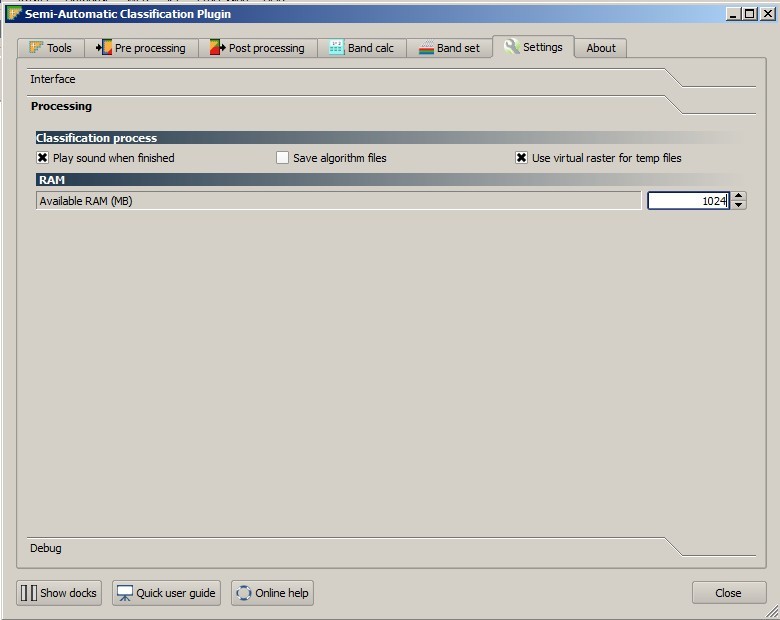 Semi-Automatic Classification Plugin
Tools Pre processing Post processing Band calc Band set Settings About
Interface
Processing
Classification process
Play sound when finished Save algorithm files Use virtual raster for temp files
RAM
Available RAM (MB) 1024
Debug
Show docks Quick user guide Online help Close